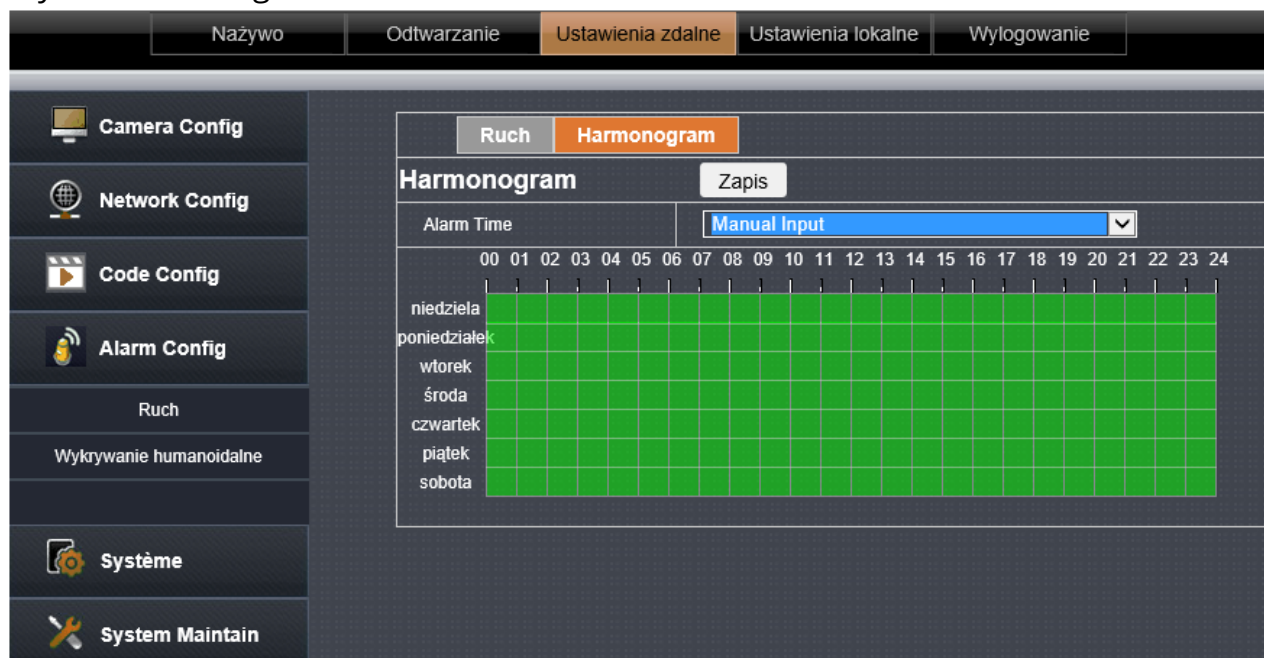 Nażywo
Odtwarzanie
Ustawienia zdalne
Ustawienia lokalne
Wylogowanie
Camera Config
Network Config
Code Config
Alarm Config
Ruch
Wykrywanie humanoidalne
Système
System Maintain
Ruch
Harmonogram
Harmonogram
Zapis
Alarm Time
Manual Input
00 01 02 03 04 05 06 07 08 09 10 11 12 13 14 15 16 17 18 19 20 21 22 23 24
niedziela
poniedziałek
wtorek
środa
czwartek
piątek
sobota